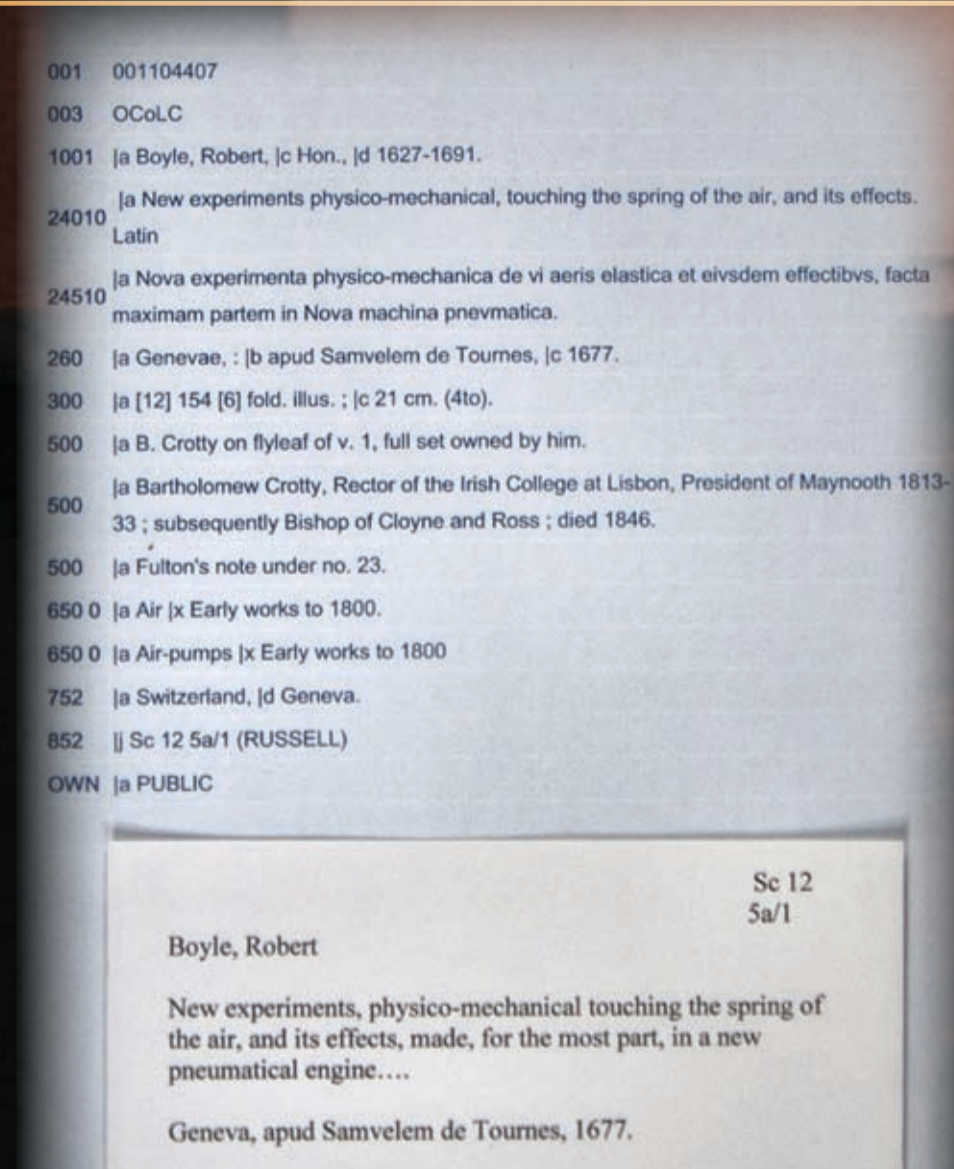 001 001104407
003 OCoLC
1001 |a Boyle, Robert, |c Hon., |d 1627-1691.
24010 |a New experiments physico-mechanical, touching the spring of the air, and its effects.
Latin
24510 |a Nova experimenta physico-mechanica de vi aeris elastica et eivsdem effectibvs, facta
maximam partem in Nova machina pnevmatica.
260 |a Genevae, : |b apud Samvelem de Tournes, |c 1677.
300 |a [12] 154 [6] fold. illus. ; |c 21 cm. (4to).
500 |a B. Crotty on flyleaf of v. 1, full set owned by him.
500 |a Bartholomew Crotty, Rector of the Irish College at Lisbon, President of Maynooth 1813-
33 ; subsequently Bishop of Cloyne and Ross ; died 1846.
500 |a Fulton's note under no. 23.
650 0 |a Air |x Early works to 1800.
650 0 |a Air-pumps |x Early works to 1800
752 |a Switzerland, |d Geneva.
852 |j Sc 12 5a/1 (RUSSELL)
OWN |a PUBLIC
Sc 12
5a/1
Boyle, Robert
New experiments, physico-mechanical touching the spring of
the air, and its effects, made, for the most part, in a new
pneumatical engine….
Geneva, apud Samvelem de Tournes, 1677.